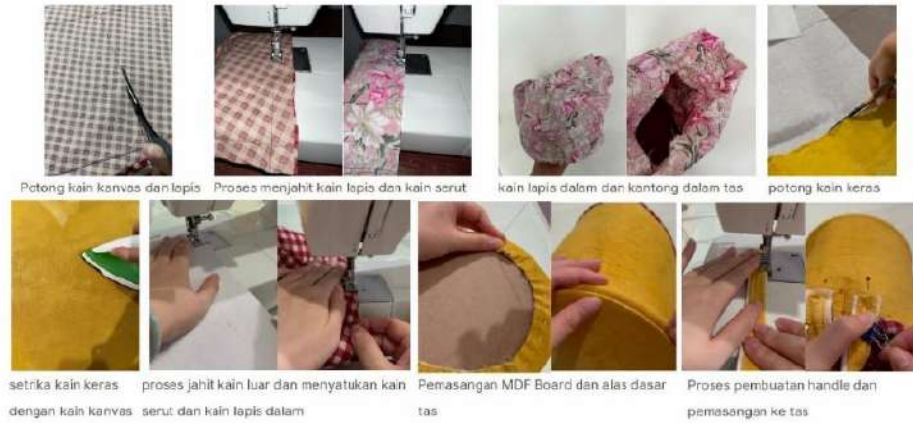 Potong kain kanvas dan lapis
Proses menjahit kain lapis dan kain serut
kain lapis dalam dan kantong dalam tas
potong kain keras
setrika kain keras
dengan kain kanvas
proses jahit kain luar dan menyatukan kain
serut dan kain lapis dalam
Pemasangan MDF Board dan alas dasar
tas
Proses pembuatan handle dan
pemasangan ke tas